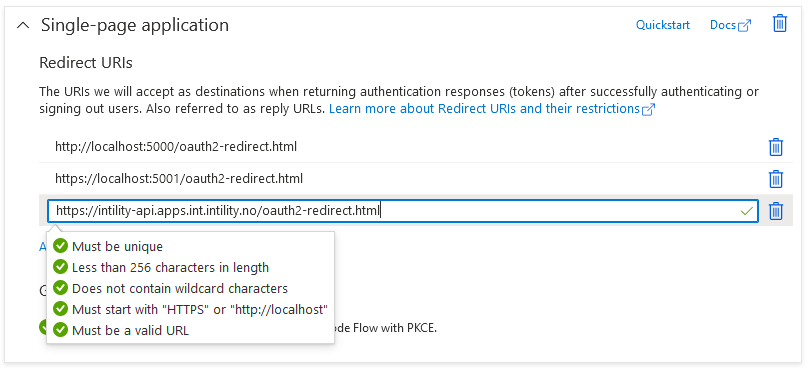 Single-page application
Quickstart
Docs
Redirect URIs
The URIs we will accept as destinations when returning authentication responses (tokens) after successfully authenticating or
signing out users. Also referred to as reply URLs. Learn more about Redirect URIs and their restrictions
http://localhost:5000/oauth2-redirect.html
https://localhost:5001/oauth2-redirect.html
https://intility-api.apps.int.intility.no/oauth2-redirect.html
A
Must be unique
Less than 256 characters in length
Does not contain wildcard characters
G
Must start with "HTTPS" or "http://localhost"
Must be a valid URL
ode Flow with PKCE.